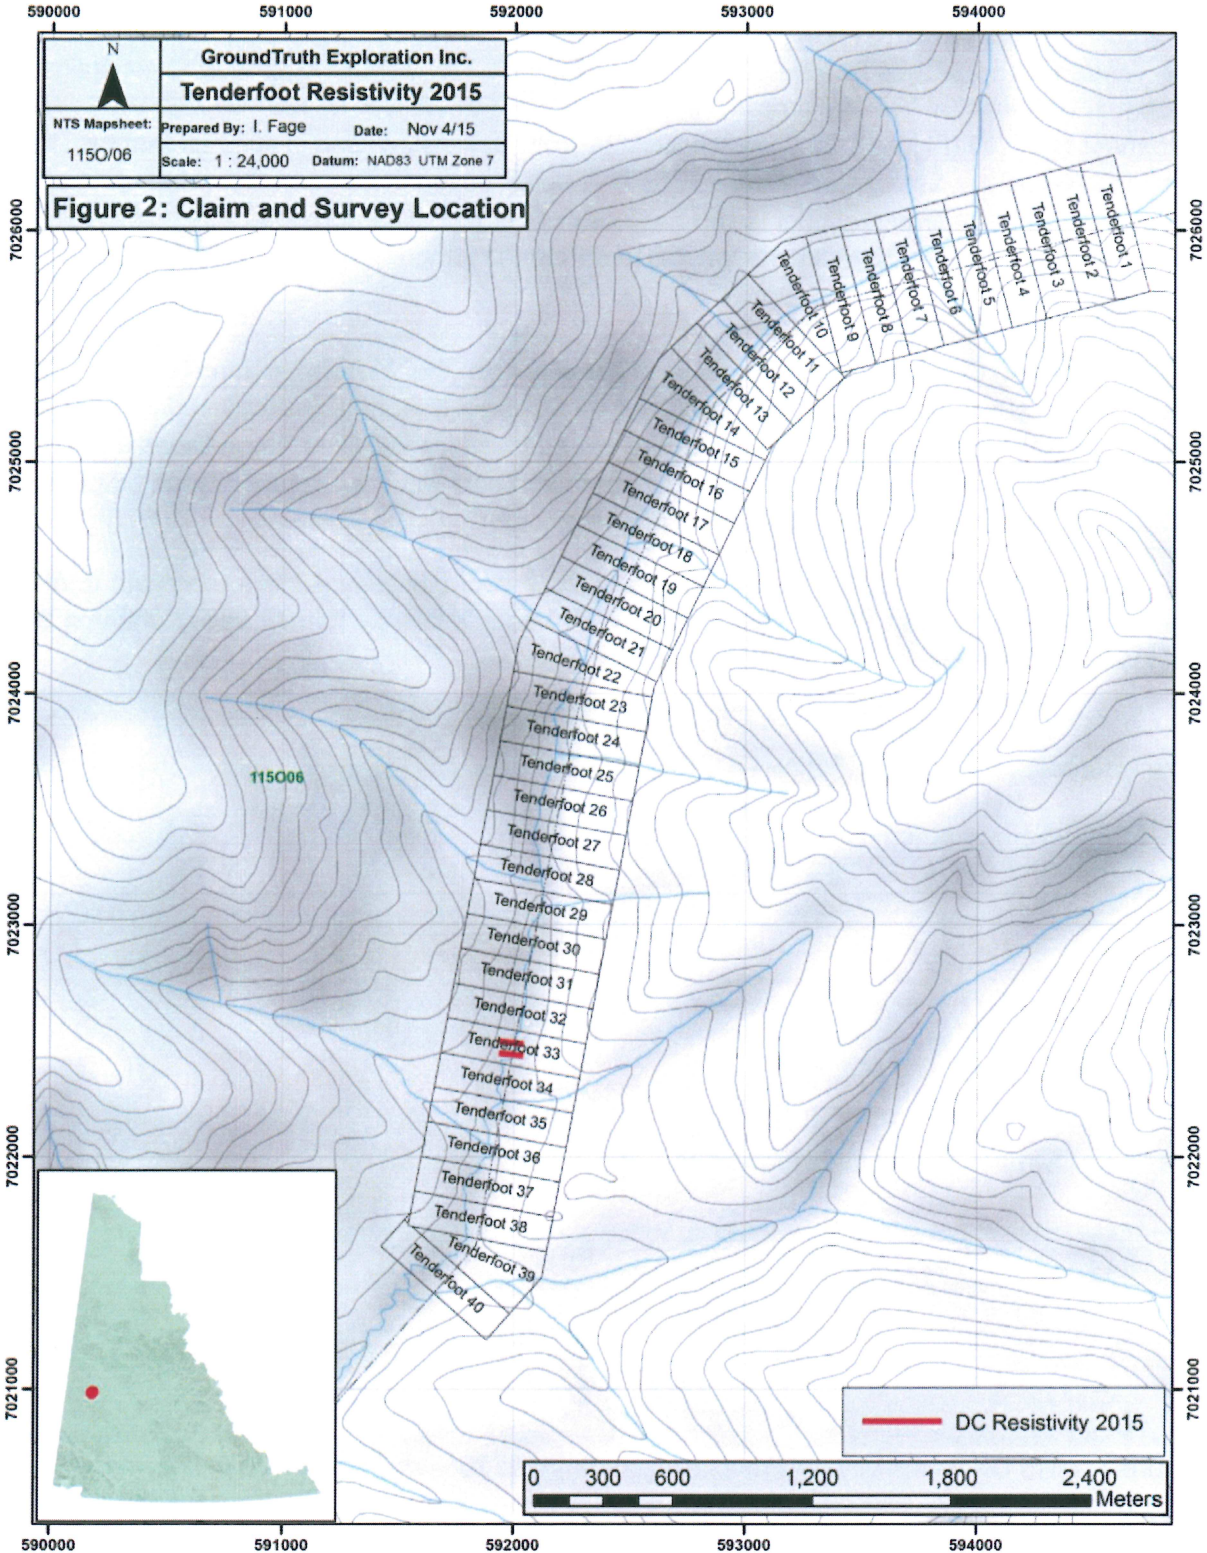 590000 591000 592000 593000 594000
N
GroundTruth Exploration Inc.
Tenderfoot Resistivity 2015
NTS Mapsheet:
115O/06
Prepared By: I. Fage Date: Nov 4/15
Scale: 1 : 24,000 Datum: NAD83 UTM Zone 7
Figure 2: Claim and Survey Location
7026000
7026000
Tenderfoot 1
Tenderfoot 2
Tenderfoot 3
Tenderfoot 4
Tenderfoot 5
Tenderfoot 6
Tenderfoot 7
Tenderfoot 8
Tenderfoot 9
Tenderfoot 10
Tenderfoot 11
Tenderfoot 12
Tenderfoot 13
Tenderfoot 14
Tenderfoot 15
7025000
7025000
Tenderfoot 16
Tenderfoot 17
Tenderfoot 18
Tenderfoot 19
Tenderfoot 20
Tenderfoot 21
Tenderfoot 22
7024000
7024000
Tenderfoot 23
Tenderfoot 24
Tenderfoot 25
115O06
Tenderfoot 26
Tenderfoot 27
Tenderfoot 28
Tenderfoot 29
7023000
7023000
Tenderfoot 30
Tenderfoot 31
Tenderfoot 32
Tenderfoot 33
Tenderfoot 34
Tenderfoot 35
Tenderfoot 36
7022000
7022000
Tenderfoot 37
Tenderfoot 38
Tenderfoot 39
Tenderfoot 40
7021000
7021000
DC Resistivity 2015
0 300 600 1,200 1,800 2,400
Meters
590000 591000 592000 593000 594000